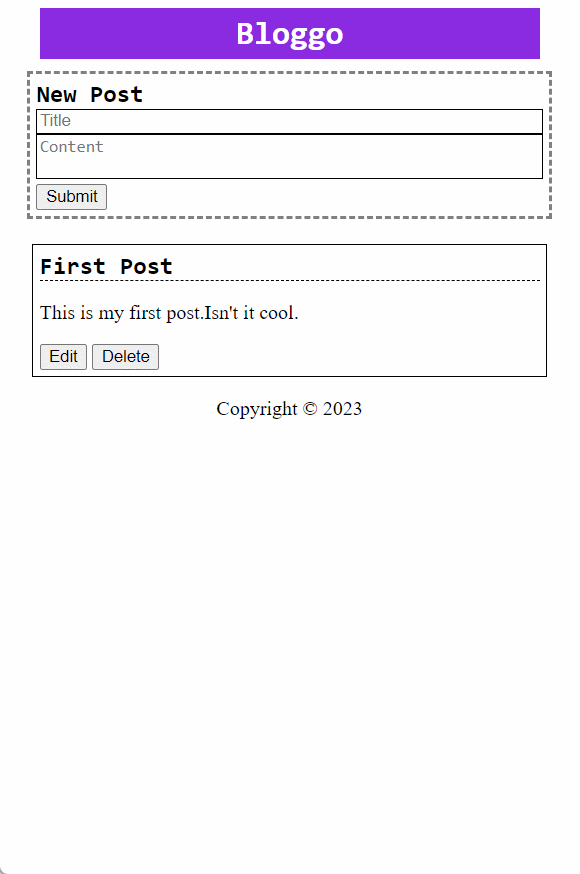 Bloggo
New Post
Title
Content
Submit
First Post
This is my first post.Isn't it cool.
Edit Delete
Copyright © 2023